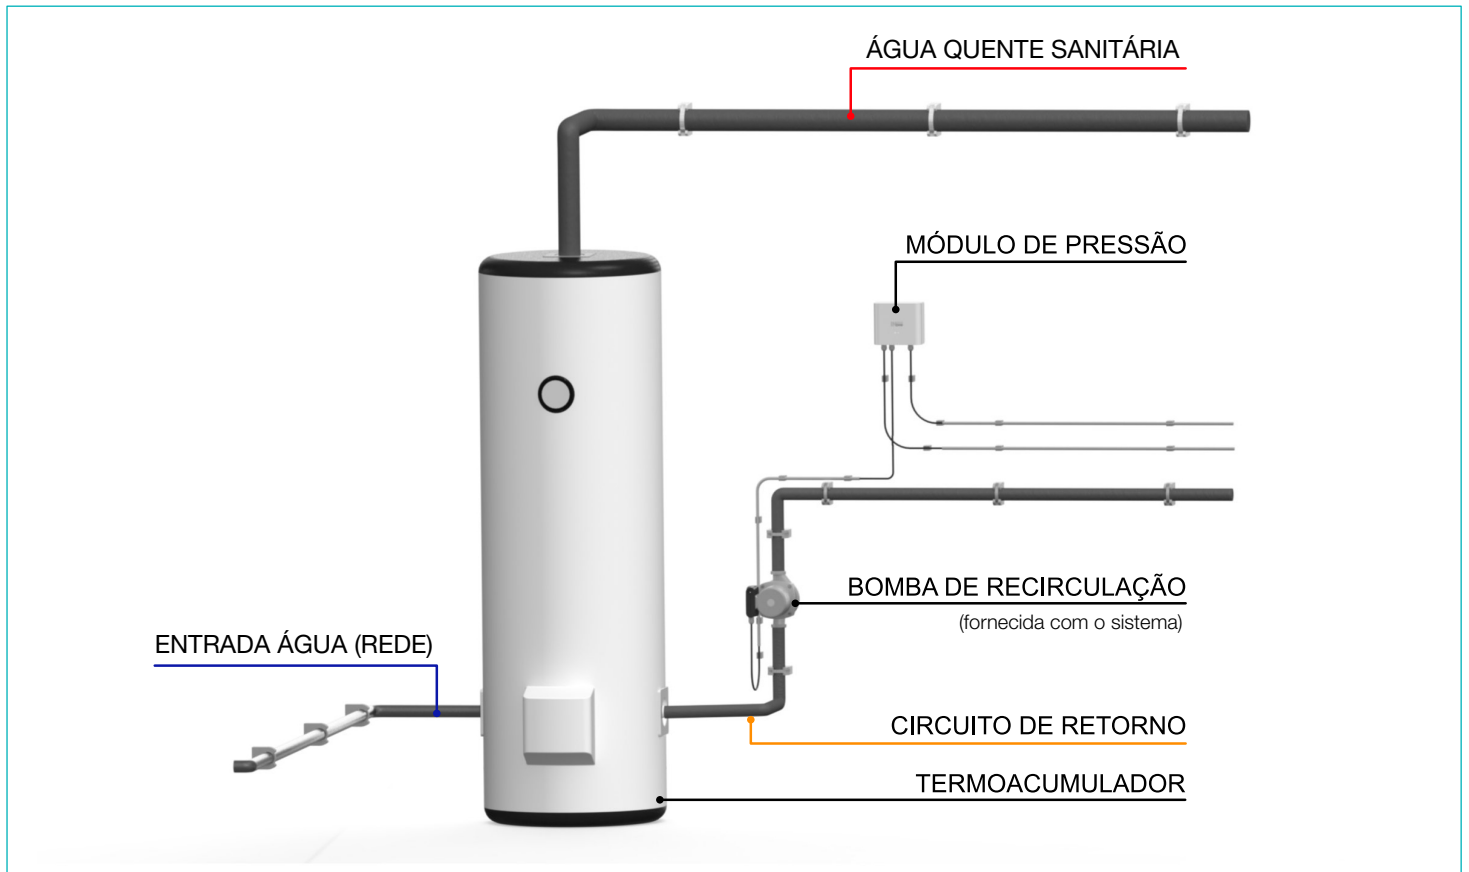 ÁGUA QUENTE SANITÁRIA
MÓDULO DE PRESSÃO
BOMBA DE RECIRCULAÇÃO
(fornecida com o sistema)
ENTRADA ÁGUA (REDE)
CIRCUITO DE RETORNO
TERMOACUMULADOR